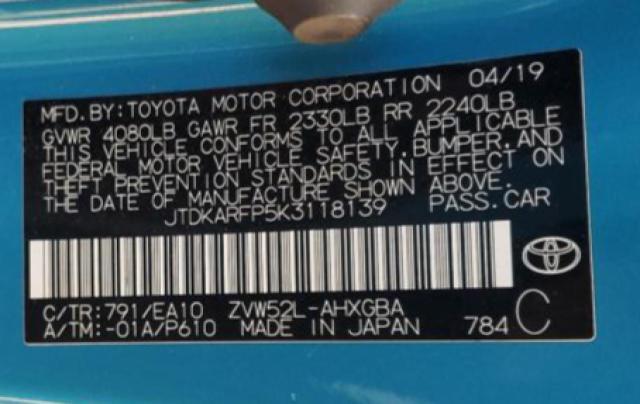 MFD.BY:TOYOTA MOTOR CORPORATION 04/19
GVWR 4080LB GAWR FR 2330LB RR 2240LB
THIS VEHICLE CONFORMS TO ALL APPLICABLE
FEDERAL MOTOR VEHICLE SAFETY,BUMPER,AND
THEFT PREVENTION STANDARDS IN EFFECT ON
THE DATE OF MANUFACTURE SHOWN ABOVE.
JTDKARFP5K3118139 PASS.CAR
C/TR:791/EA10 ZVW52L-AHXGBA
A/TM:-01A/P610 MADE IN JAPAN 784 C